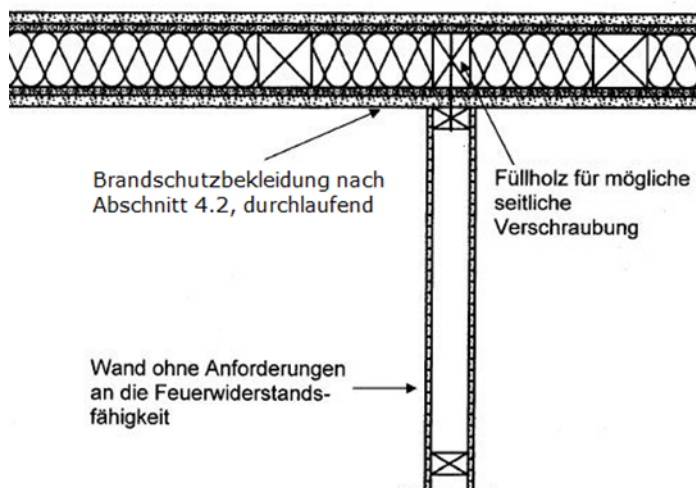 Brandschutzbekleidung nach
Abschnitt 4.2, durchlaufend
Füllholz für mögliche
seitliche
Verschraubung
Wand ohne Anforderungen
an die Feuerwiderstands-
fähigkeit